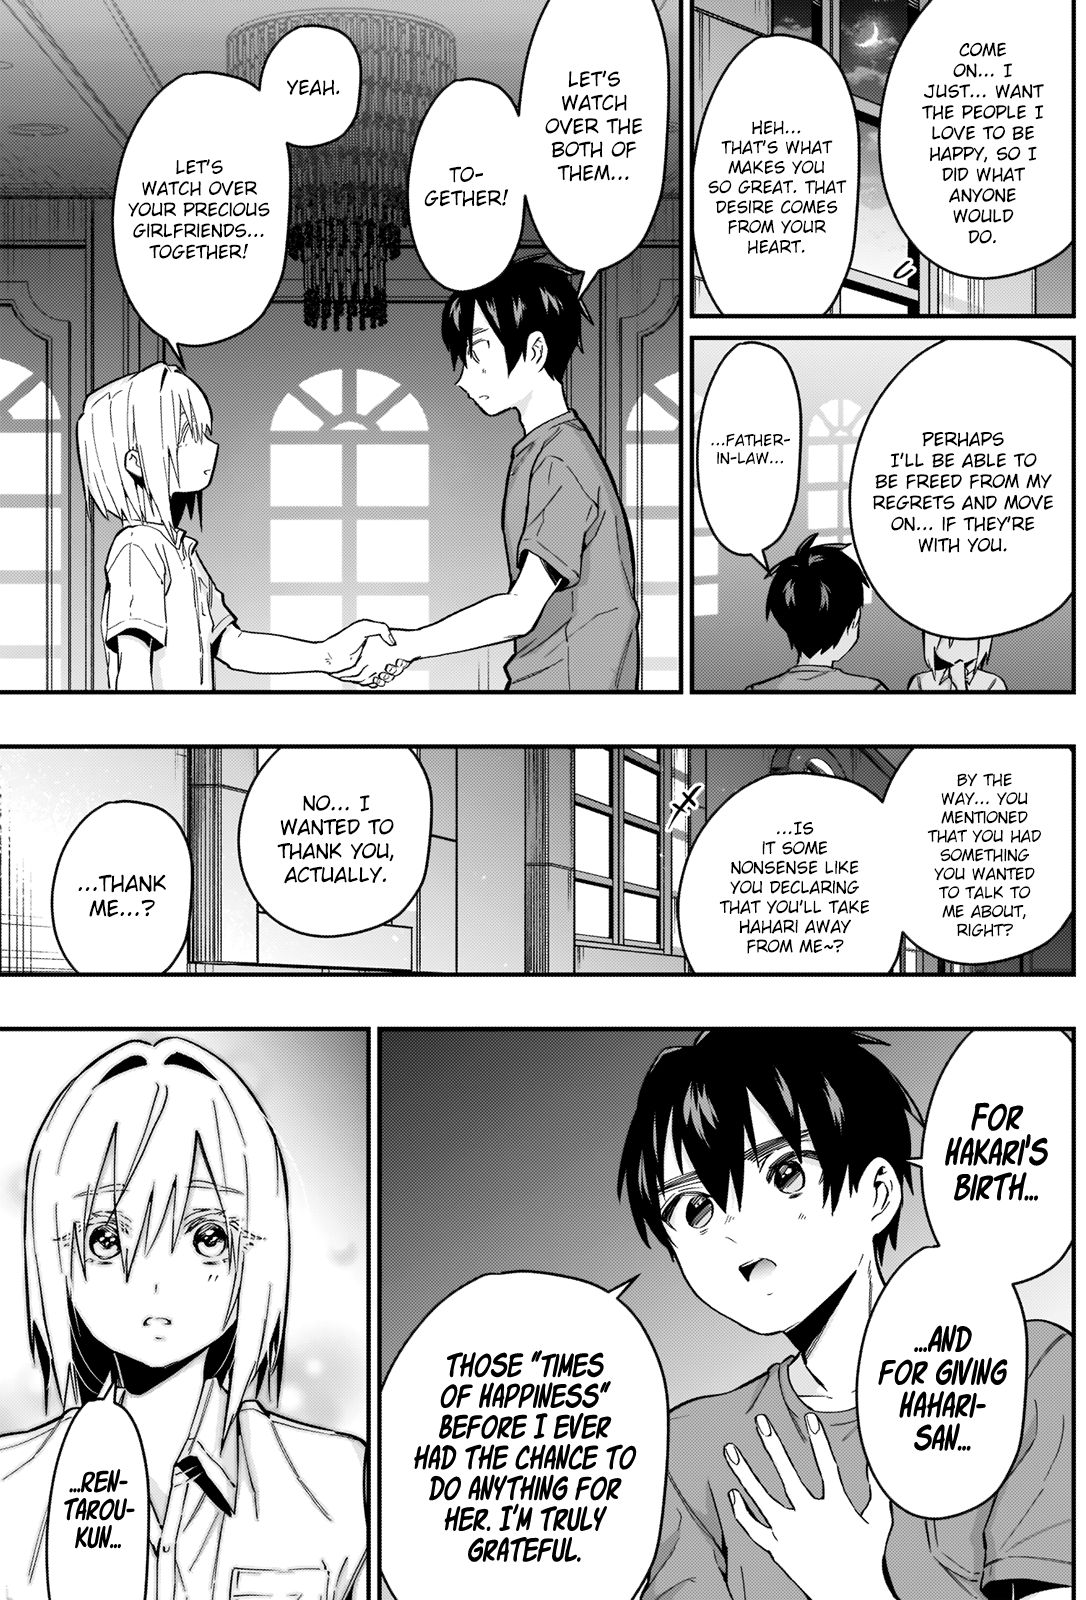 COME
ON... I
JUST... WANT
THE PEOPLE I
LOVE TO BE
HAPPY, SO I
DID WHAT
ANYONE
WOULD
DO.
HEH...
THAT'S WHAT
MAKES YOU
SO GREAT. THAT
DESIRE COMES
FROM YOUR
HEART.
PERHAPS
I'LL BE ABLE TO
BE FREED FROM MY
REGRETS AND MOVE
ON... IF THEY'RE
WITH YOU.
...FATHER-
IN-LAW...
LET'S
WATCH
OVER THE
BOTH OF
THEM...
TO-
GETHER!
YEAH.
LET'S
WATCH OVER
YOUR PRECIOUS
GIRLFRIENDS...
TOGETHER!
BY THE
WAY... YOU
MENTIONED
THAT YOU HAD
SOMETHING
YOU WANTED
TO TALK TO
ME ABOUT,
RIGHT?
...IS
IT SOME
NONSENSE LIKE
YOU DECLARING
THAT YOU'LL TAKE
HAHARI AWAY
FROM ME~?
NO... I
WANTED TO
THANK YOU,
ACTUALLY.
...THANK
ME...?
FOR
HAKARI'S
BIRTH...
...AND
FOR GIVING
HAHARI-
SAN...
THOSE "TIMES
OF HAPPINESS"
BEFORE I EVER
HAD THE CHANCE TO
DO ANYTHING FOR
HER. I'M TRULY
GRATEFUL.
...REN-
TAROU-
KUN...